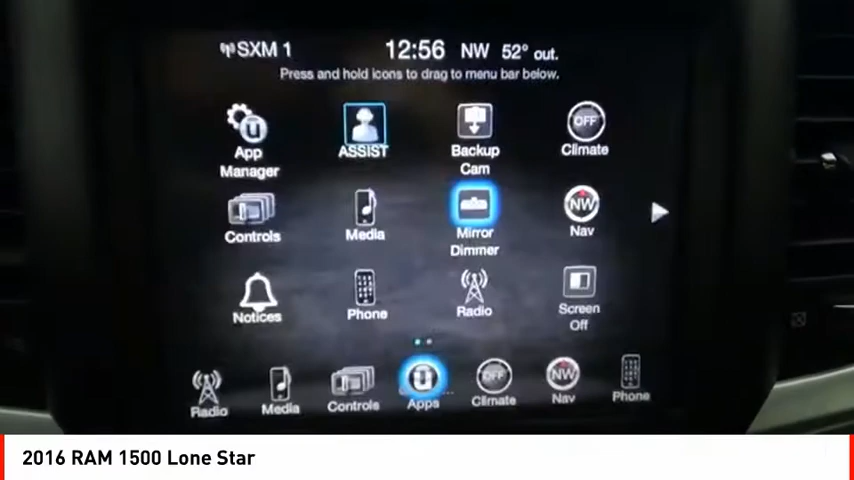 SXM 1 12:56 NW 52° out.
Press and hold icons to drag to menu bar below.
App Manager
ASSIST
Backup Cam
OFF
Climate
Controls
Media
Mirror Dimmer
NW
Nav
Notices
Phone
Radio
Screen Off
Radio
Media
Controls
Apps
OFF
Climate
NW
Nav
Phone
2016 RAM 1500 Lone Star